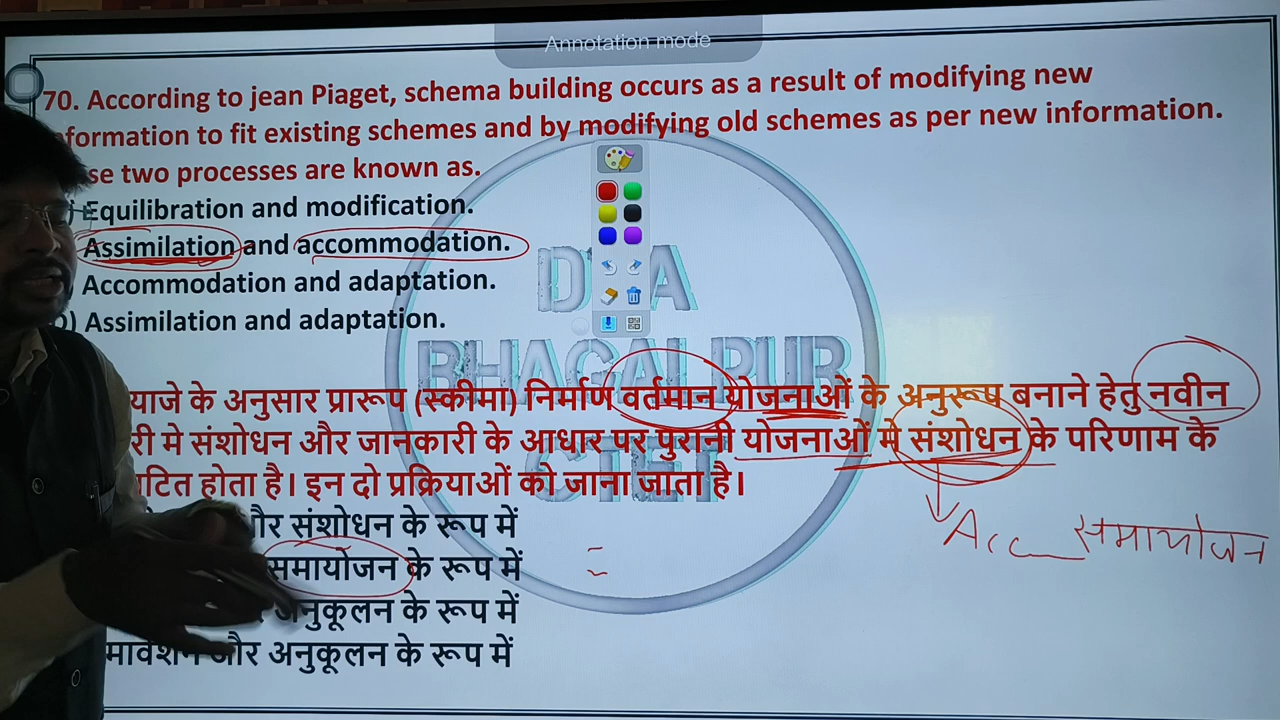 Annotation mode
70. According to jean Piaget, schema building occurs as a result of modifying new
formation to fit existing schemes and by modifying old schemes as per new information.
se two processes are known as.
) Equilibration and modification.
Assimilation and accommodation.
) Accommodation and adaptation.
) Assimilation and adaptation.
BHAGALPUR
CTET
याजे के अनुसार प्रारूप (स्कीमा) निर्माण वर्तमान योजनाओं के अनुरूप बनाने हेतु नवीन
री मे संशोधन और जानकारी के आधार पर पुरानी योजनाओं मे संशोधन के परिणाम के
टित होता है। इन दो प्रक्रियाओं को जाना जाता है।
और संशोधन के रूप में
समायोजन के रूप में
अनुकूलन के रूप में
मावेशन और अनुकूलन के रूप में
Acc समायोजन